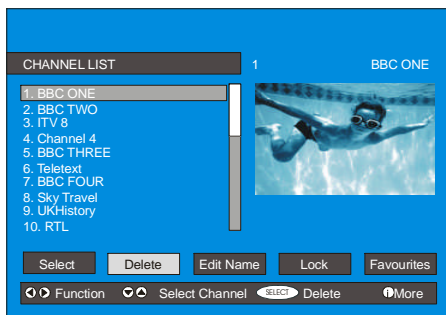 CHANNEL LIST 1 BBC ONE
1. BBC ONE
2. BBC TWO
3. ITV 8
4. Channel 4
5. BBC THREE
6. Teletext
7. BBC FOUR
8. Sky Travel
9. UKHistory
10. RTL
Select Delete Edit Name Lock Favourites
Function Select Channel SELECT Delete i More